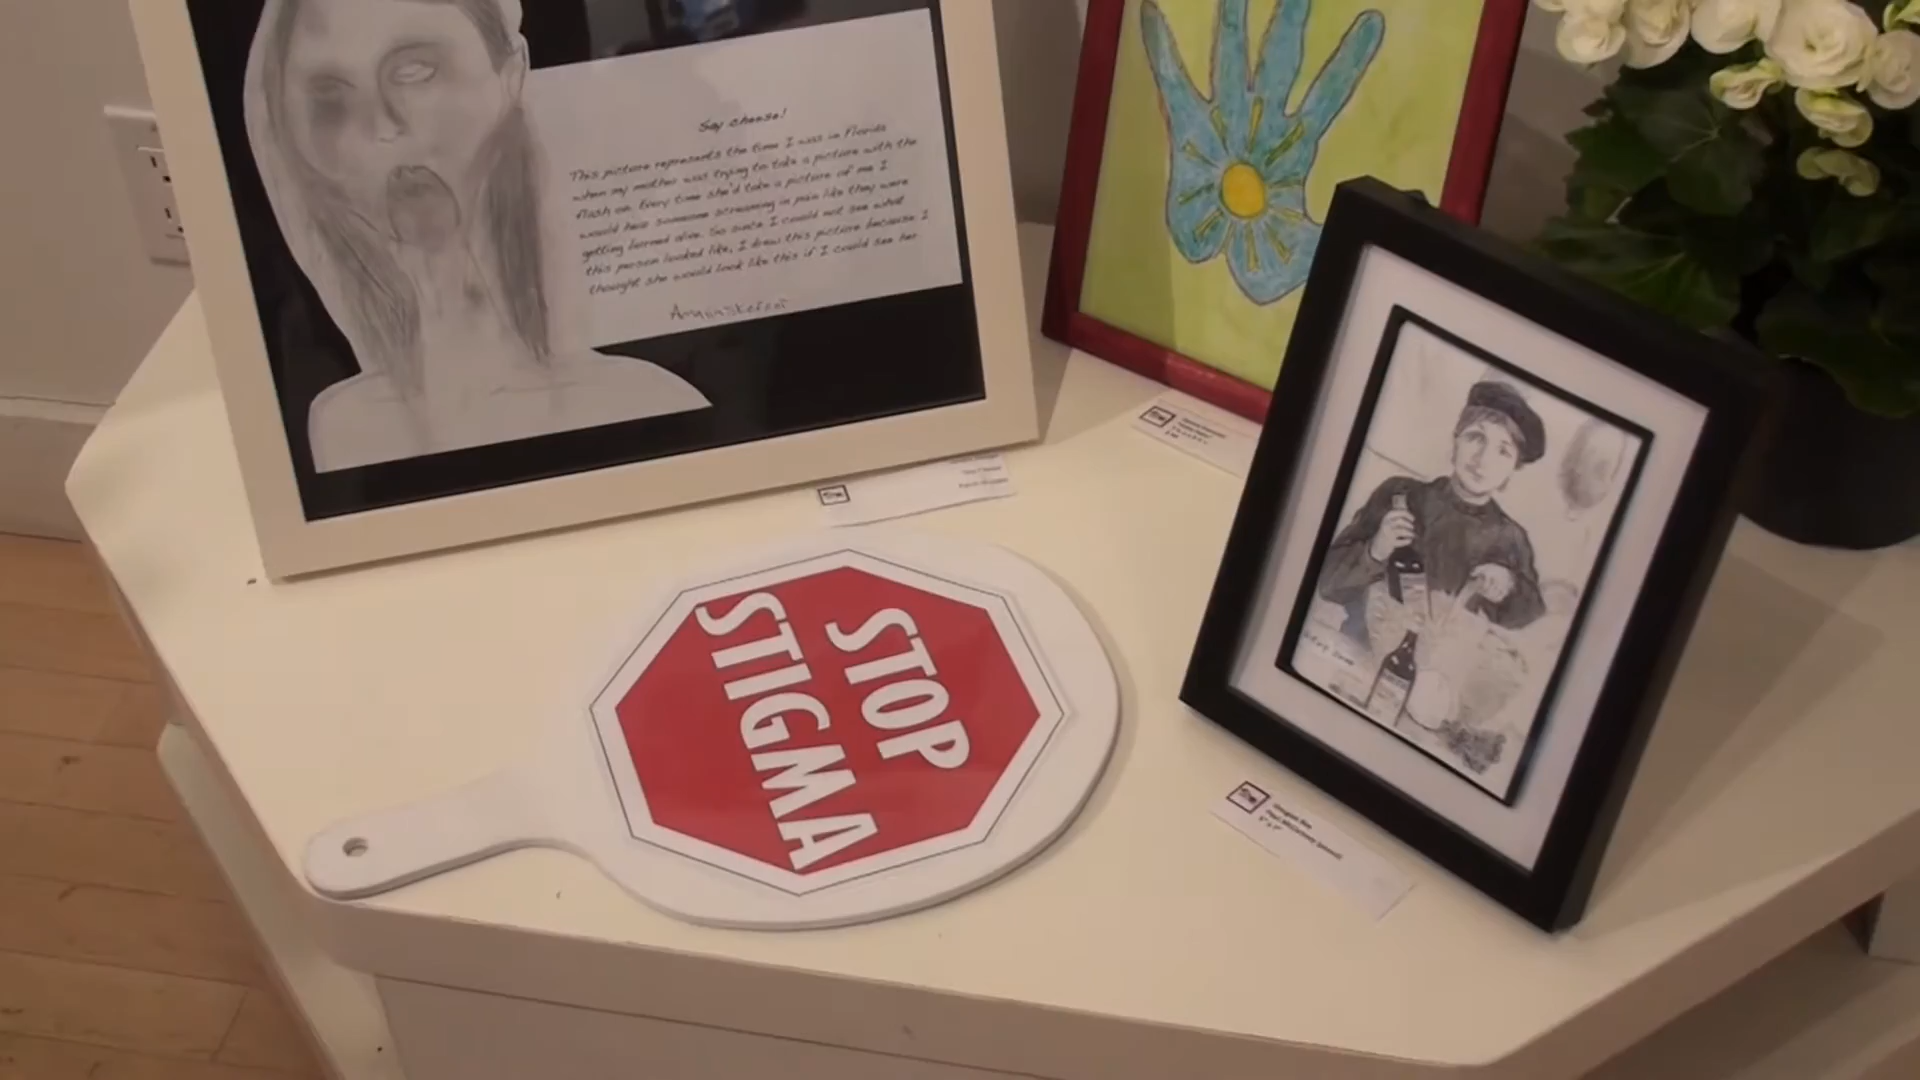 Say cheese!
This picture represents the time I was in Florida
when my mother was trying to take a picture with the
flash on. Every time she'd take a picture of me I
would hear someone screaming in pain like they were
getting burned alive. So since I could not see what
this person looked like, I drew this picture because I
thought she would look like this if I could see her
STOP
STIGMA
Paul McCartney (pencil)